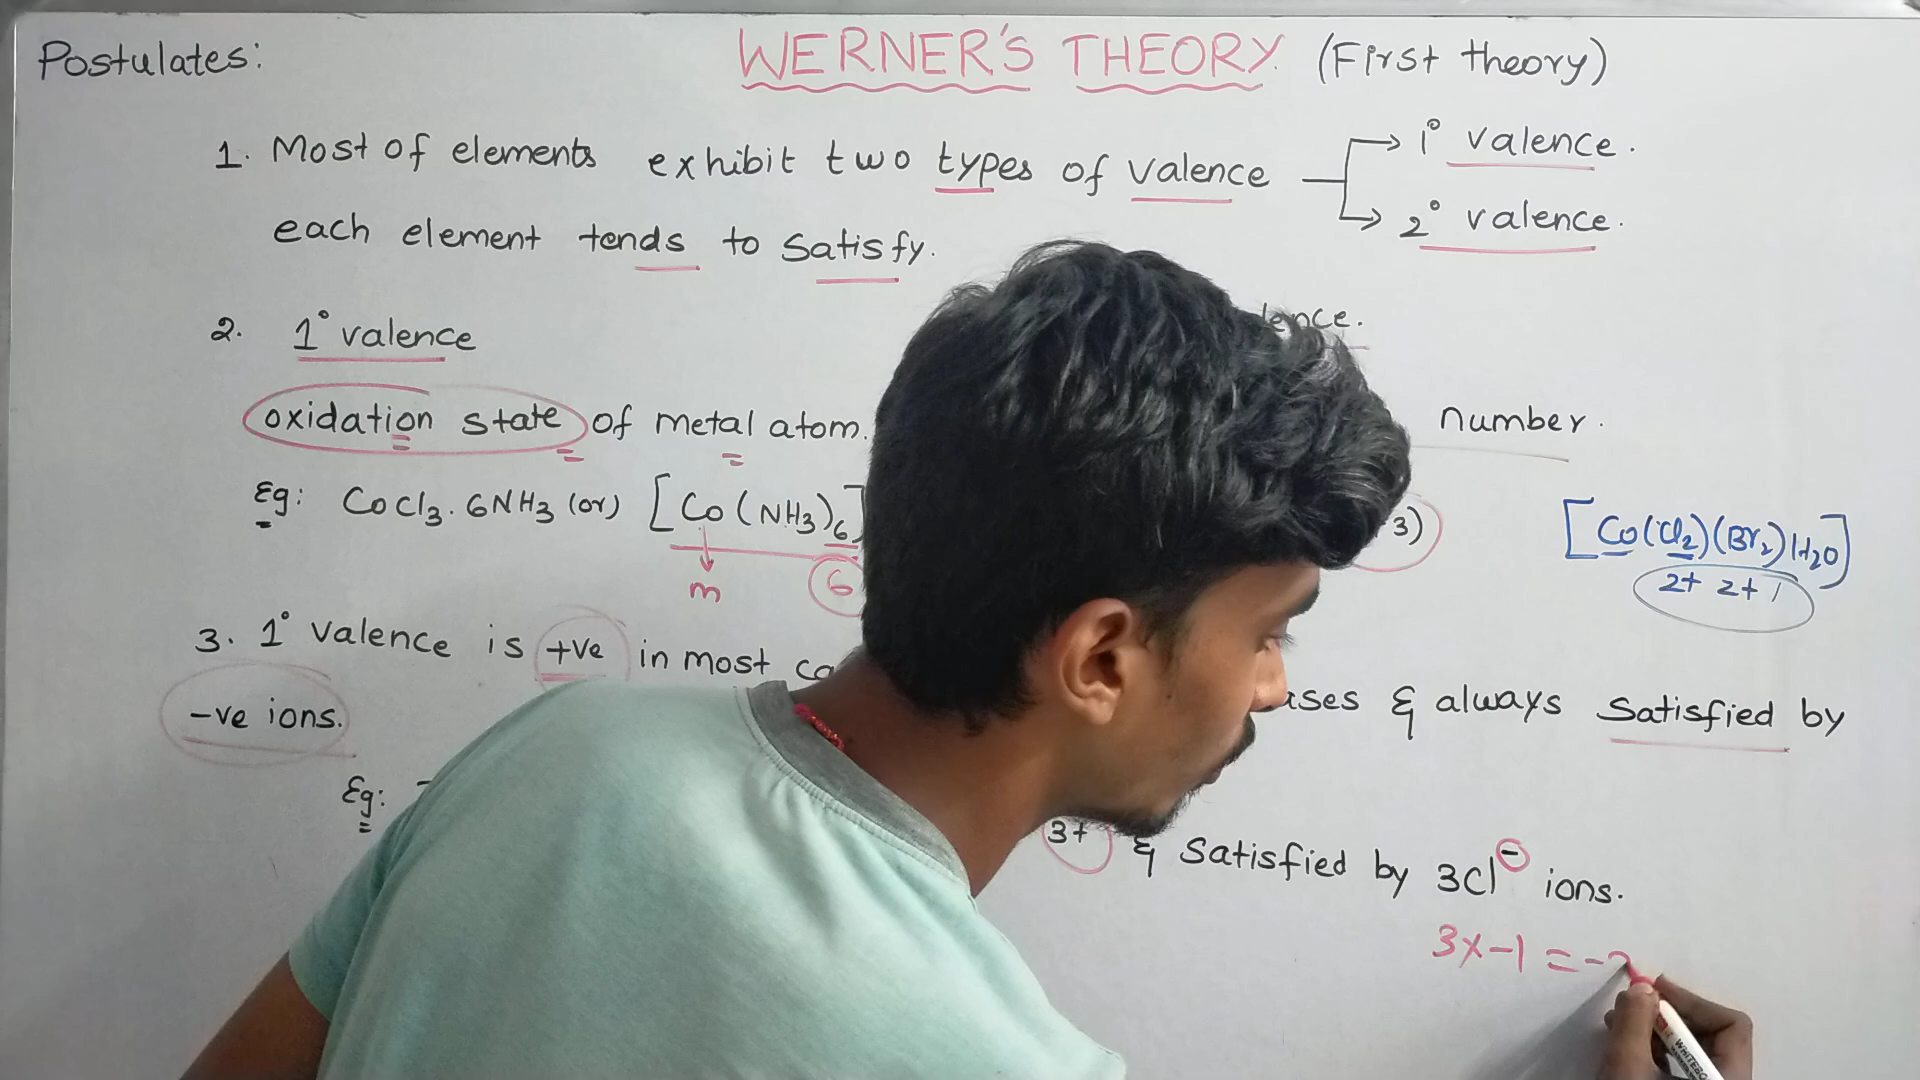 Postulates:
WERNER'S THEORY (First theory)
1. Most of elements exhibit two types of valence → 1° valence.
→ 2° valence.
each element tends to satisfy.
2. 1° valence
oxidation state of metal atom. number.
Eg: CoCl3.6NH3 (or) [Co(NH3)6] 3)
m 6
[Co(Cl2)(Br2)H2O]
2+ 2+ 1
3. 1° valence is +ve in most & always satisfied by
-ve ions.
Eg: 3+ & satisfied by 3Cl⊖ ions.
3x-1 = -
WHITEBO